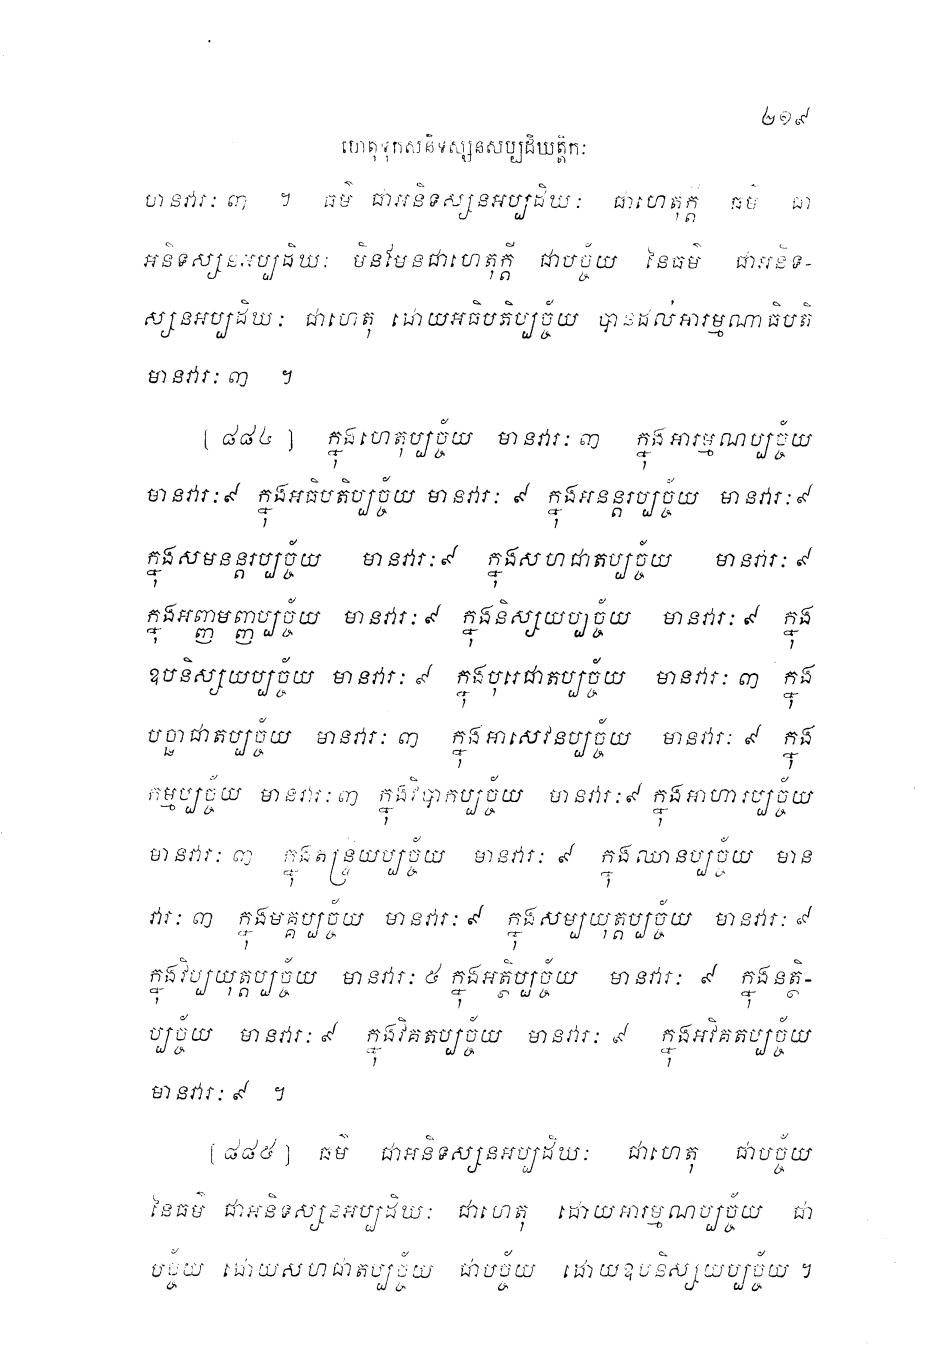 ២១៩
ហេតុទុកសនិទស្សនសប្បដិឃត្តិកៈ
មានវារៈ ៣ ។ ធម៌ ជាអនិទស្សនអប្បដិឃៈ ជាហេតុក្តី ធម៌ ជា
អនិទស្សនអប្បដិឃៈ មិនមែនជាហេតុក្តី ជាបច្ច័យ នៃធម៌ ជាអនិទ-
ស្សនអប្បដិឃៈ ជាហេតុ ដោយអធិបតិប្បច្ច័យ បានដល់អារម្មណាធិបតិ
មានវារៈ ៣ ។
[៨៨៤] ក្នុងហេតុប្បច្ច័យ មានវារៈ ៣ ក្នុងអារម្មណប្បច្ច័យ
មានវារៈ ៩ ក្នុងអធិបតិប្បច្ច័យ មានវារៈ ៩ ក្នុងអនន្តរប្បច្ច័យ មានវារៈ ៩
ក្នុងសមនន្តរប្បច្ច័យ មានវារៈ ៩ ក្នុងសហជាតប្បច្ច័យ មានវារៈ ៩
ក្នុងអញ្ញាមញ្ញប្បច្ច័យ មានវារៈ ៩ ក្នុងនិស្សយប្បច្ច័យ មានវារៈ ៩ ក្នុង
ឧបនិស្សយប្បច្ច័យ មានវារៈ ៩ ក្នុងបុរេជាតប្បច្ច័យ មានវារៈ ៣ ក្នុង
បច្ឆាជាតប្បច្ច័យ មានវារៈ ៣ ក្នុងអាសេវនប្បច្ច័យ មានវារៈ ៩ ក្នុង
កម្មប្បច្ច័យ មានវារៈ ៣ ក្នុងវិបាកប្បច្ច័យ មានវារៈ ៩ ក្នុងអាហារប្បច្ច័យ
មានវារៈ ៣ ក្នុងឥន្ទ្រិយប្បច្ច័យ មានវារៈ ៩ ក្នុងឈានប្បច្ច័យ មាន
វារៈ ៣ ក្នុងមគ្គប្បច្ច័យ មានវារៈ ៩ ក្នុងសម្បយុត្តប្បច្ច័យ មានវារៈ ៩
ក្នុងវិប្បយុត្តប្បច្ច័យ មានវារៈ ៥ ក្នុងអត្ថិប្បច្ច័យ មានវារៈ ៩ ក្នុងនត្ថិ-
ប្បច្ច័យ មានវារៈ ៩ ក្នុងវិគតប្បច្ច័យ មានវារៈ ៩ ក្នុងអវិគតប្បច្ច័យ
មានវារៈ ៩ ។
[៨៨៥] ធម៌ ជាអនិទស្សនអប្បដិឃៈ ជាហេតុ ជាបច្ច័យ
នៃធម៌ ជាអនិទស្សនអប្បដិឃៈ ជាហេតុ ដោយអារម្មណប្បច្ច័យ ជា
បច្ច័យ ដោយសហជាតប្បច្ច័យ ជាបច្ច័យ ដោយឧបនិស្សយប្បច្ច័យ ។